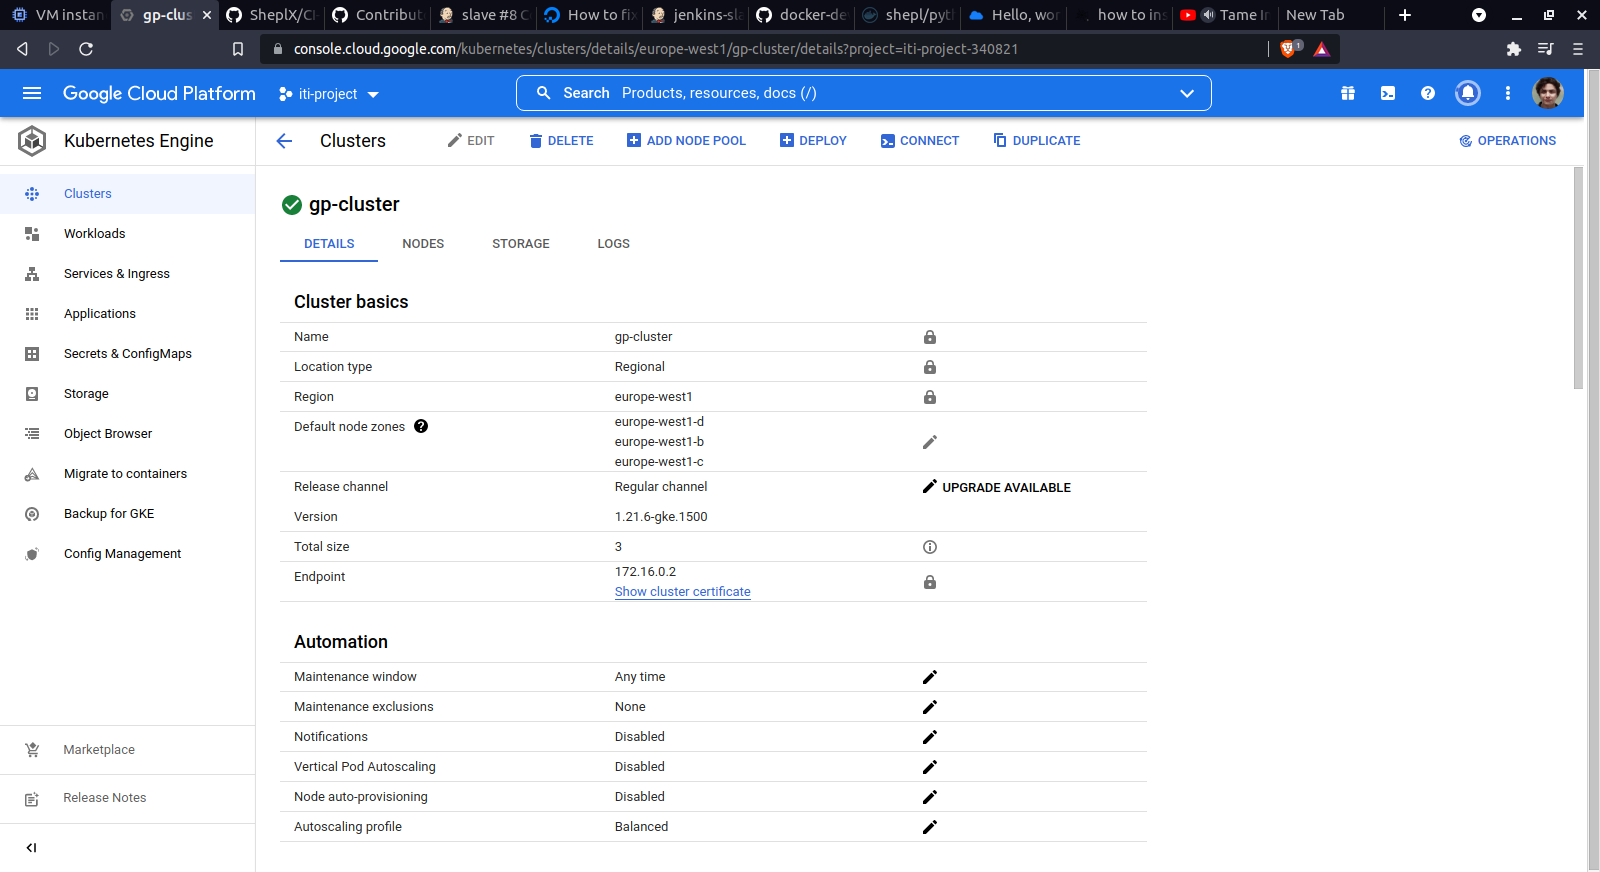 VM instan
gp-clus
SheplX/CI-
Contribut
slave #8 C
How to fix
jenkins-sla
docker-de
shepl/pyt
Hello, wor
how to ins
Tame In
New Tab
console.cloud.google.com/kubernetes/clusters/details/europe-west1/gp-cluster/details?project=iti-project-340821
1
Google Cloud Platform
iti-project
Search Products, resources, docs (/)
Kubernetes Engine
Clusters
EDIT
DELETE
ADD NODE POOL
DEPLOY
CONNECT
DUPLICATE
OPERATIONS
Clusters
Workloads
Services & Ingress
Applications
Secrets & ConfigMaps
Storage
Object Browser
Migrate to containers
Backup for GKE
Config Management
Marketplace
Release Notes
gp-cluster
DETAILS
NODES
STORAGE
LOGS
Cluster basics
Name gp-cluster
Location type Regional
Region europe-west1
Default node zones europe-west1-d
europe-west1-b
europe-west1-c
Release channel Regular channel UPGRADE AVAILABLE
Version 1.21.6-gke.1500
Total size 3
Endpoint 172.16.0.2
Show cluster certificate
Automation
Maintenance window Any time
Maintenance exclusions None
Notifications Disabled
Vertical Pod Autoscaling Disabled
Node auto-provisioning Disabled
Autoscaling profile Balanced